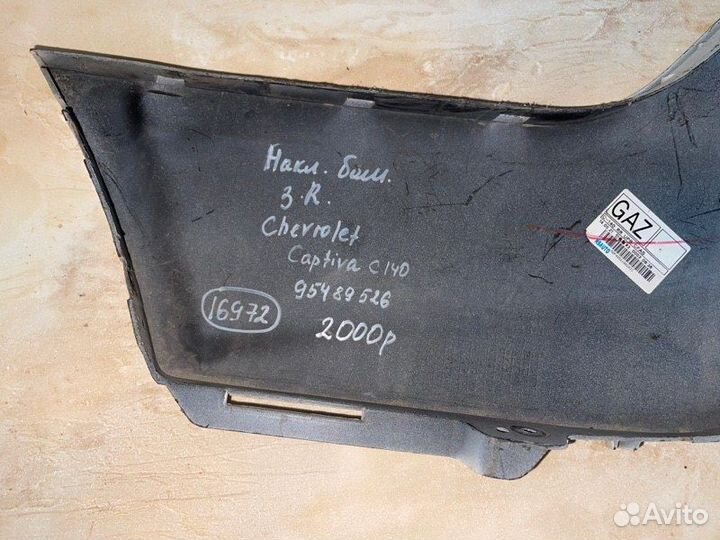 Накл. бам.
З.R.
Chevrolet
Captiva C140
95489526
16972
2000р
GAZ
Avito